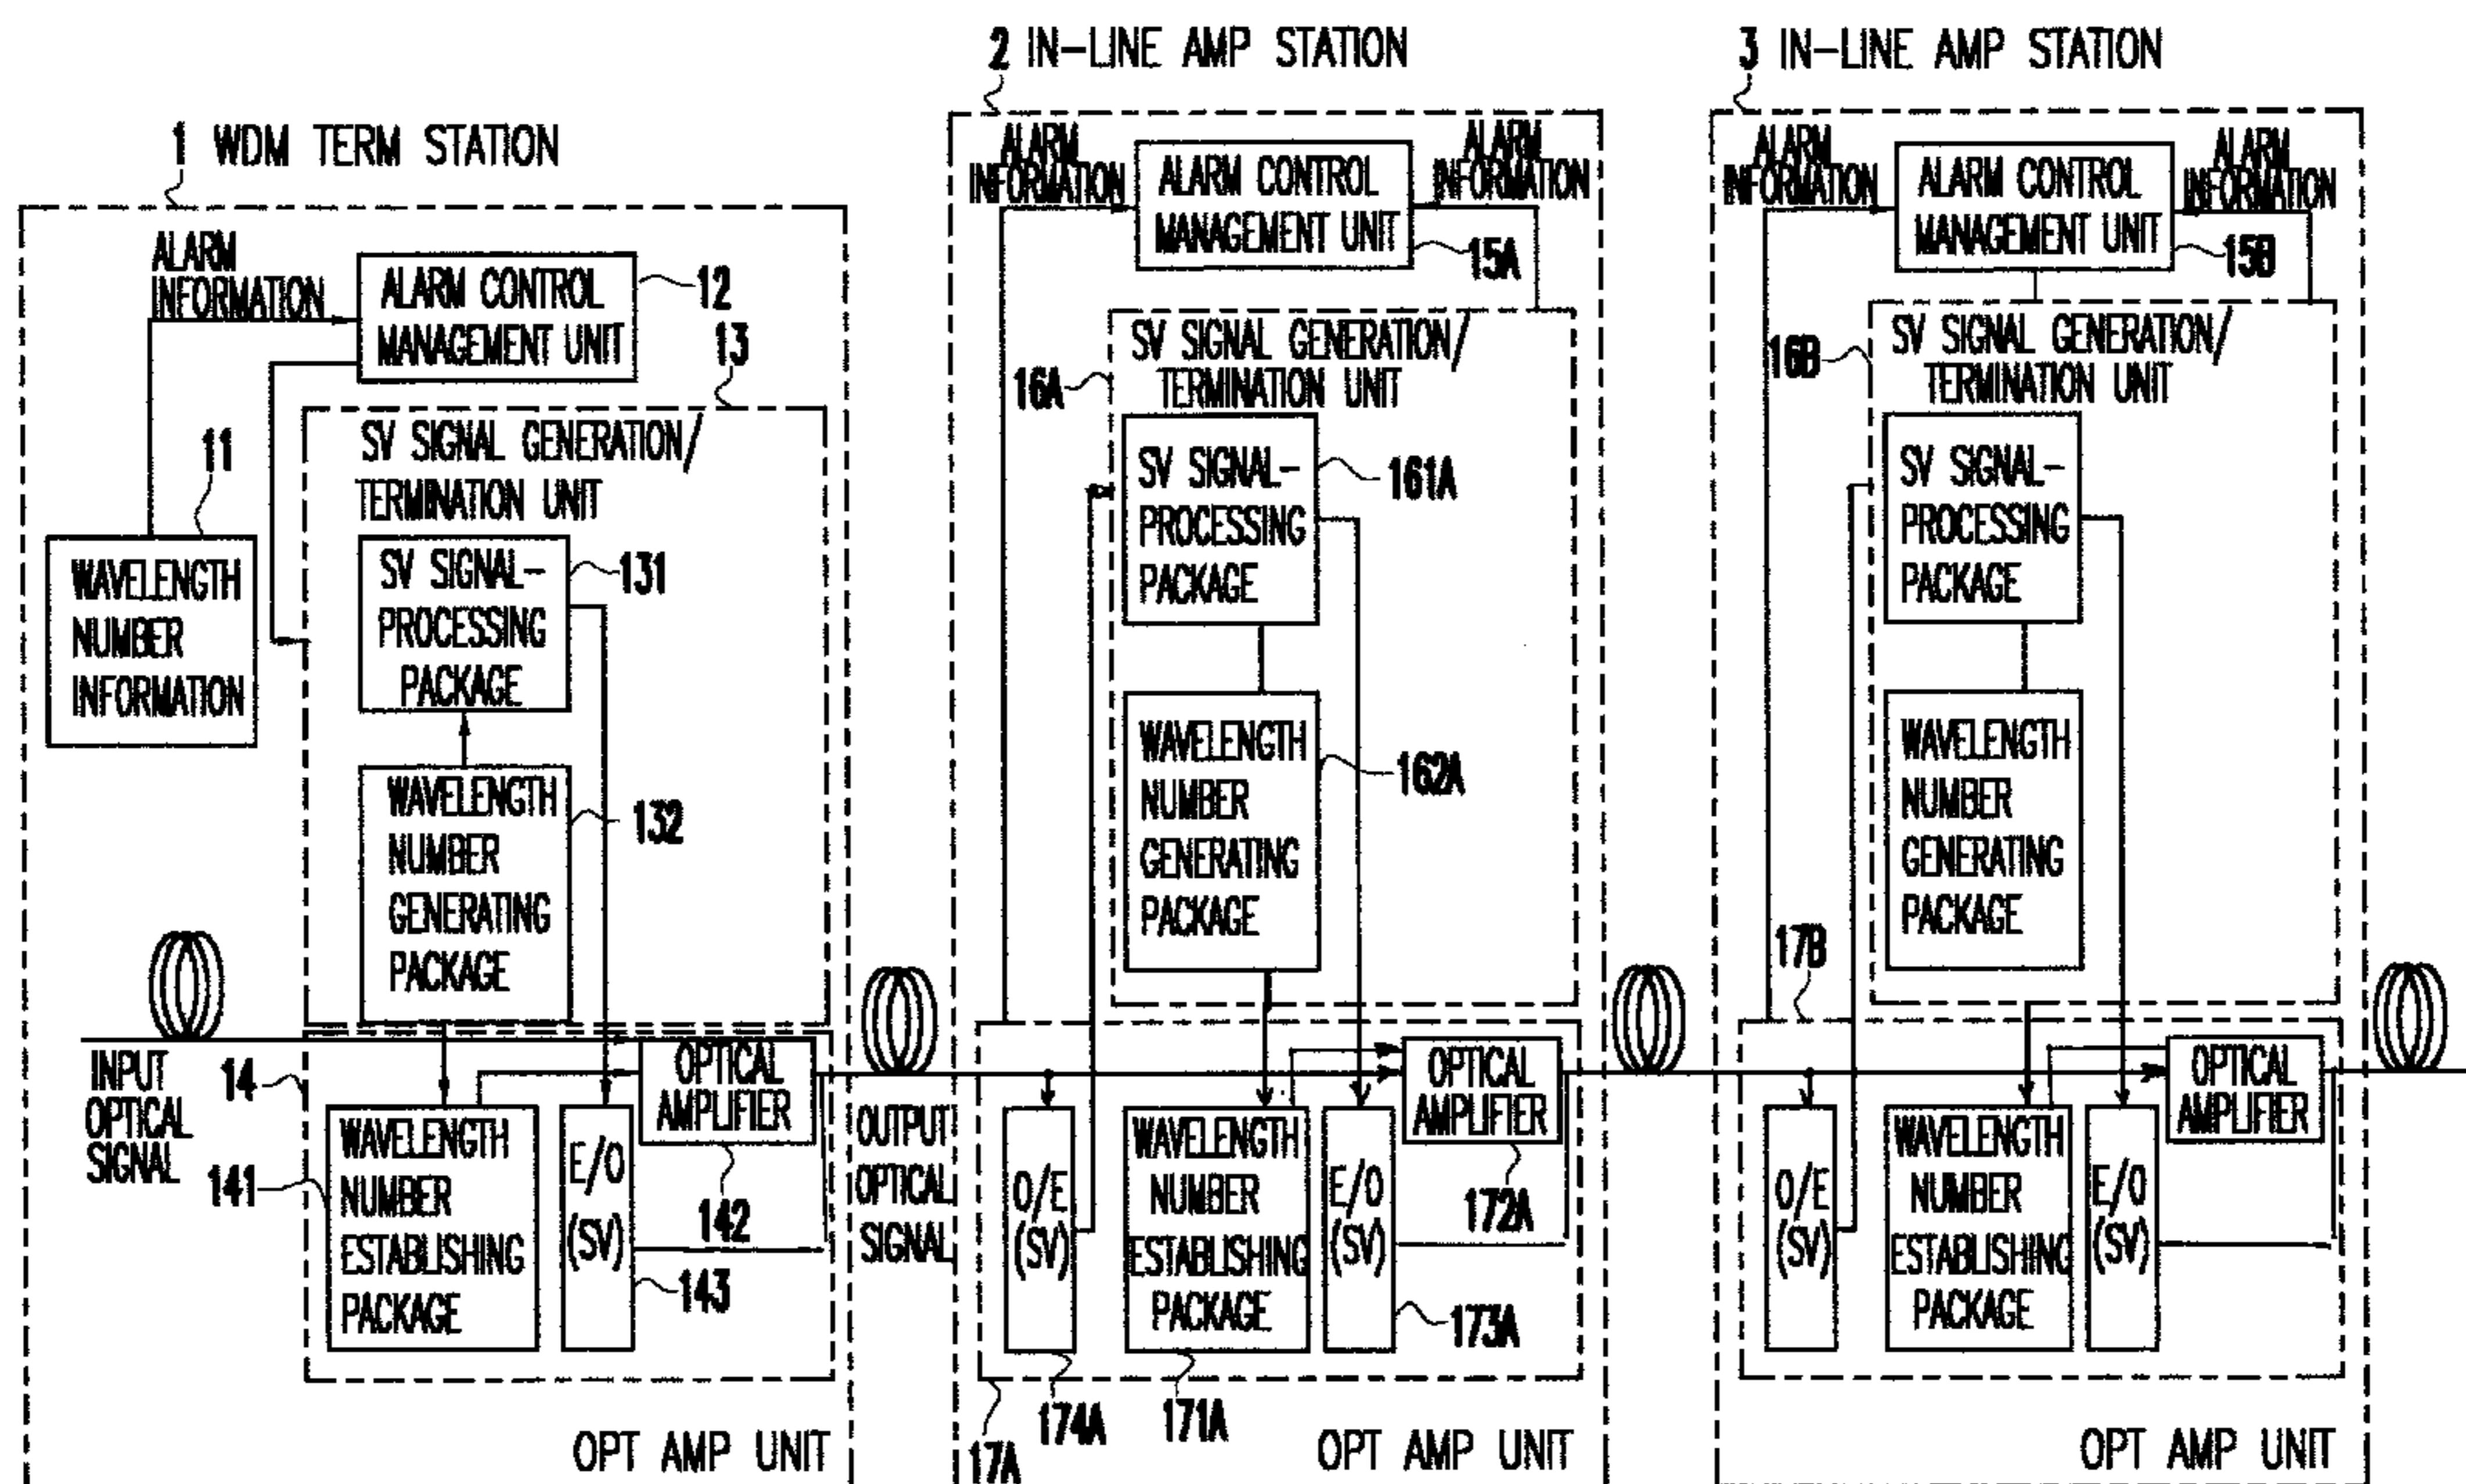 1 WDM TERM STATION
ALARM
INFORMATION
ALARM CONTROL
MANAGEMENT UNIT
12
13
11
WAVELENGTH
NUMBER
INFORMATION
SV SIGNAL GENERATION/
TERMINATION UNIT
SV SIGNAL-
PROCESSING
PACKAGE
131
WAVELENGTH
NUMBER
GENERATING
PACKAGE
132
INPUT
OPTICAL
SIGNAL
14
141
WAVELENGTH
NUMBER
ESTABLISHING
PACKAGE
E/O
(SV)
OPTICAL
AMPLIFIER
142
143
OPT AMP UNIT
OUTPUT
OPTICAL
SIGNAL
2 IN-LINE AMP STATION
ALARM
INFORMATION
ALARM CONTROL
MANAGEMENT UNIT
ALARM
INFORMATION
15A
16A
SV SIGNAL GENERATION/
TERMINATION UNIT
SV SIGNAL-
PROCESSING
PACKAGE
161A
WAVELENGTH
NUMBER
GENERATING
PACKAGE
162A
O/E
(SV)
WAVELENGTH
NUMBER
ESTABLISHING
PACKAGE
E/O
(SV)
OPTICAL
AMPLIFIER
172A
173A
174A
171A
17A
OPT AMP UNIT
3 IN-LINE AMP STATION
ALARM
INFORMATION
ALARM CONTROL
MANAGEMENT UNIT
ALARM
INFORMATION
15B
16B
SV SIGNAL GENERATION/
TERMINATION UNIT
SV SIGNAL-
PROCESSING
PACKAGE
WAVELENGTH
NUMBER
GENERATING
PACKAGE
17B
O/E
(SV)
WAVELENGTH
NUMBER
ESTABLISHING
PACKAGE
E/O
(SV)
OPTICAL
AMPLIFIER
OPT AMP UNIT